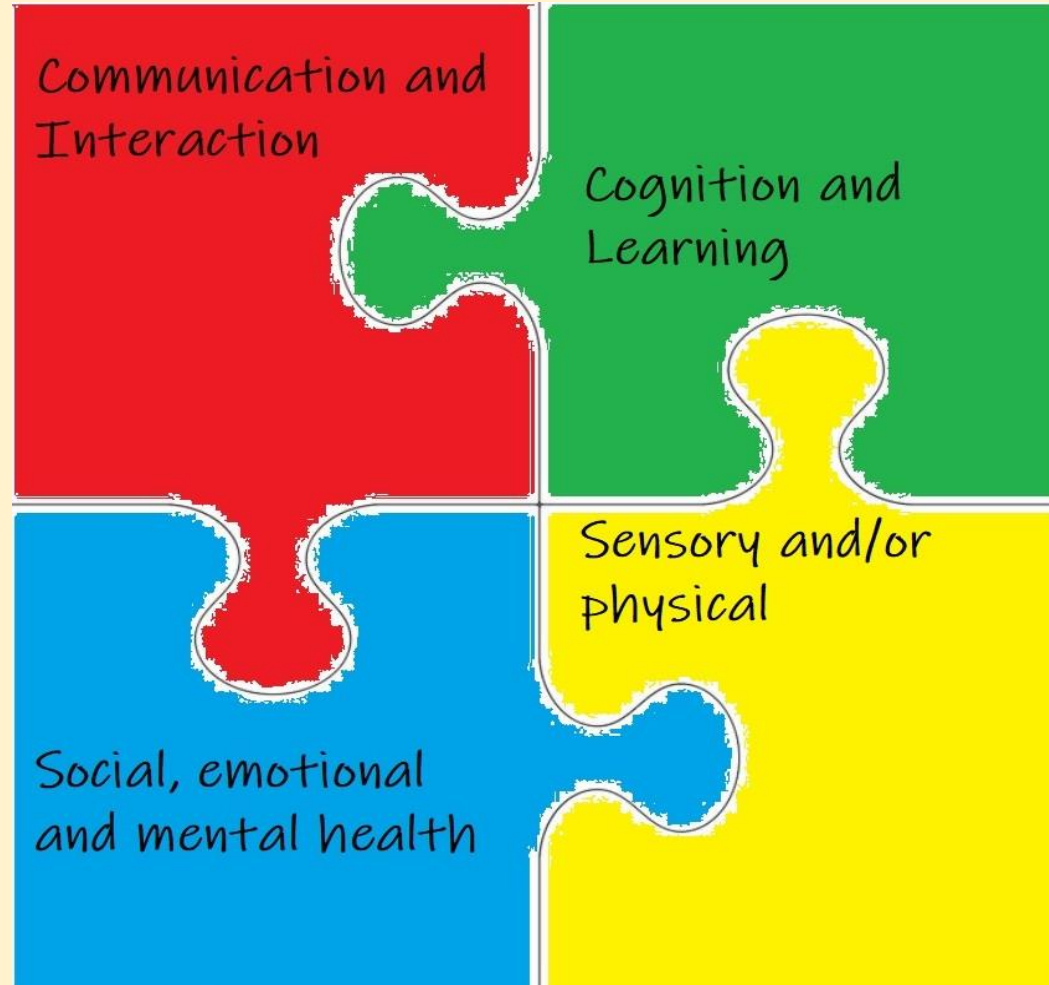 Communication and
Interaction
Cognition and
Learning
Sensory and/or
physical
Social, emotional
and mental health